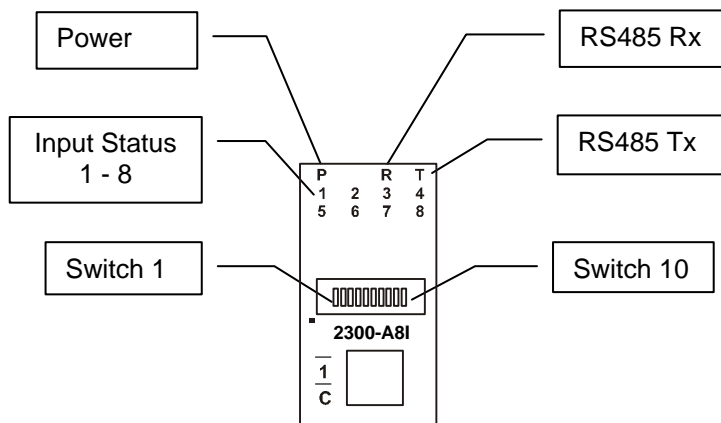 Power
RS485 Rx
Input Status
1 - 8
RS485 Tx
P R T
1 2 3 4
5 6 7 8
Switch 1
Switch 10
2300-A8I
1
C